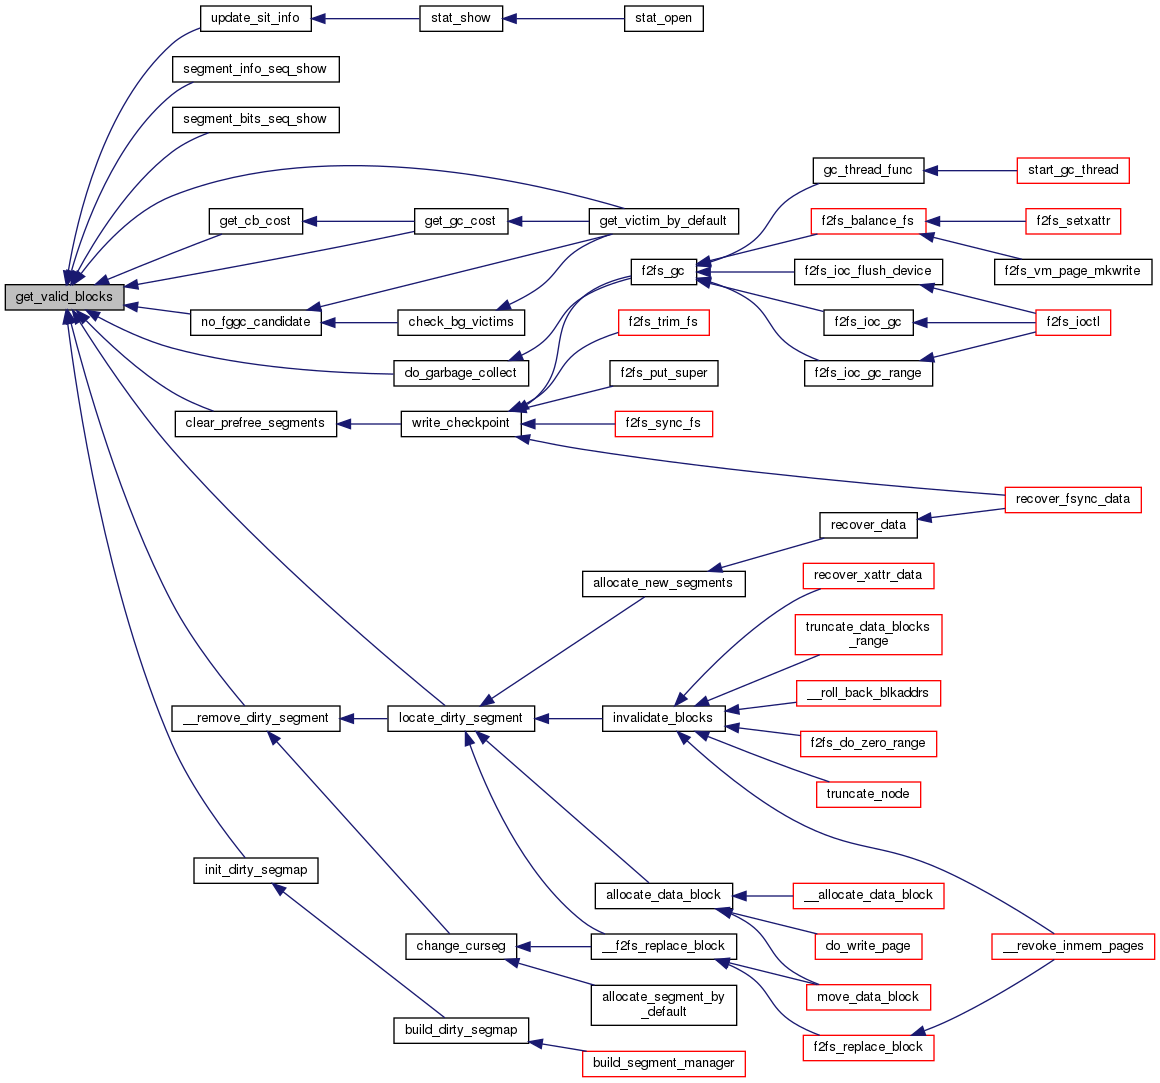 update_sit_info
stat_show
stat_open
segment_info_seq_show
segment_bits_seq_show
gc_thread_func
start_gc_thread
get_cb_cost
get_gc_cost
get_victim_by_default
f2fs_balance_fs
f2fs_setxattr
f2fs_gc
f2fs_ioc_flush_device
f2fs_vm_page_mkwrite
get_valid_blocks
no_fggc_candidate
check_bg_victims
f2fs_trim_fs
f2fs_ioc_gc
f2fs_ioctl
do_garbage_collect
f2fs_put_super
f2fs_ioc_gc_range
clear_prefree_segments
write_checkpoint
f2fs_sync_fs
recover_fsync_data
recover_data
allocate_new_segments
recover_xattr_data
truncate_data_blocks
_range
__roll_back_blkaddrs
__remove_dirty_segment
locate_dirty_segment
invalidate_blocks
f2fs_do_zero_range
truncate_node
init_dirty_segmap
allocate_data_block
__allocate_data_block
change_curseg
__f2fs_replace_block
do_write_page
__revoke_inmem_pages
allocate_segment_by
_default
move_data_block
build_dirty_segmap
f2fs_replace_block
build_segment_manager